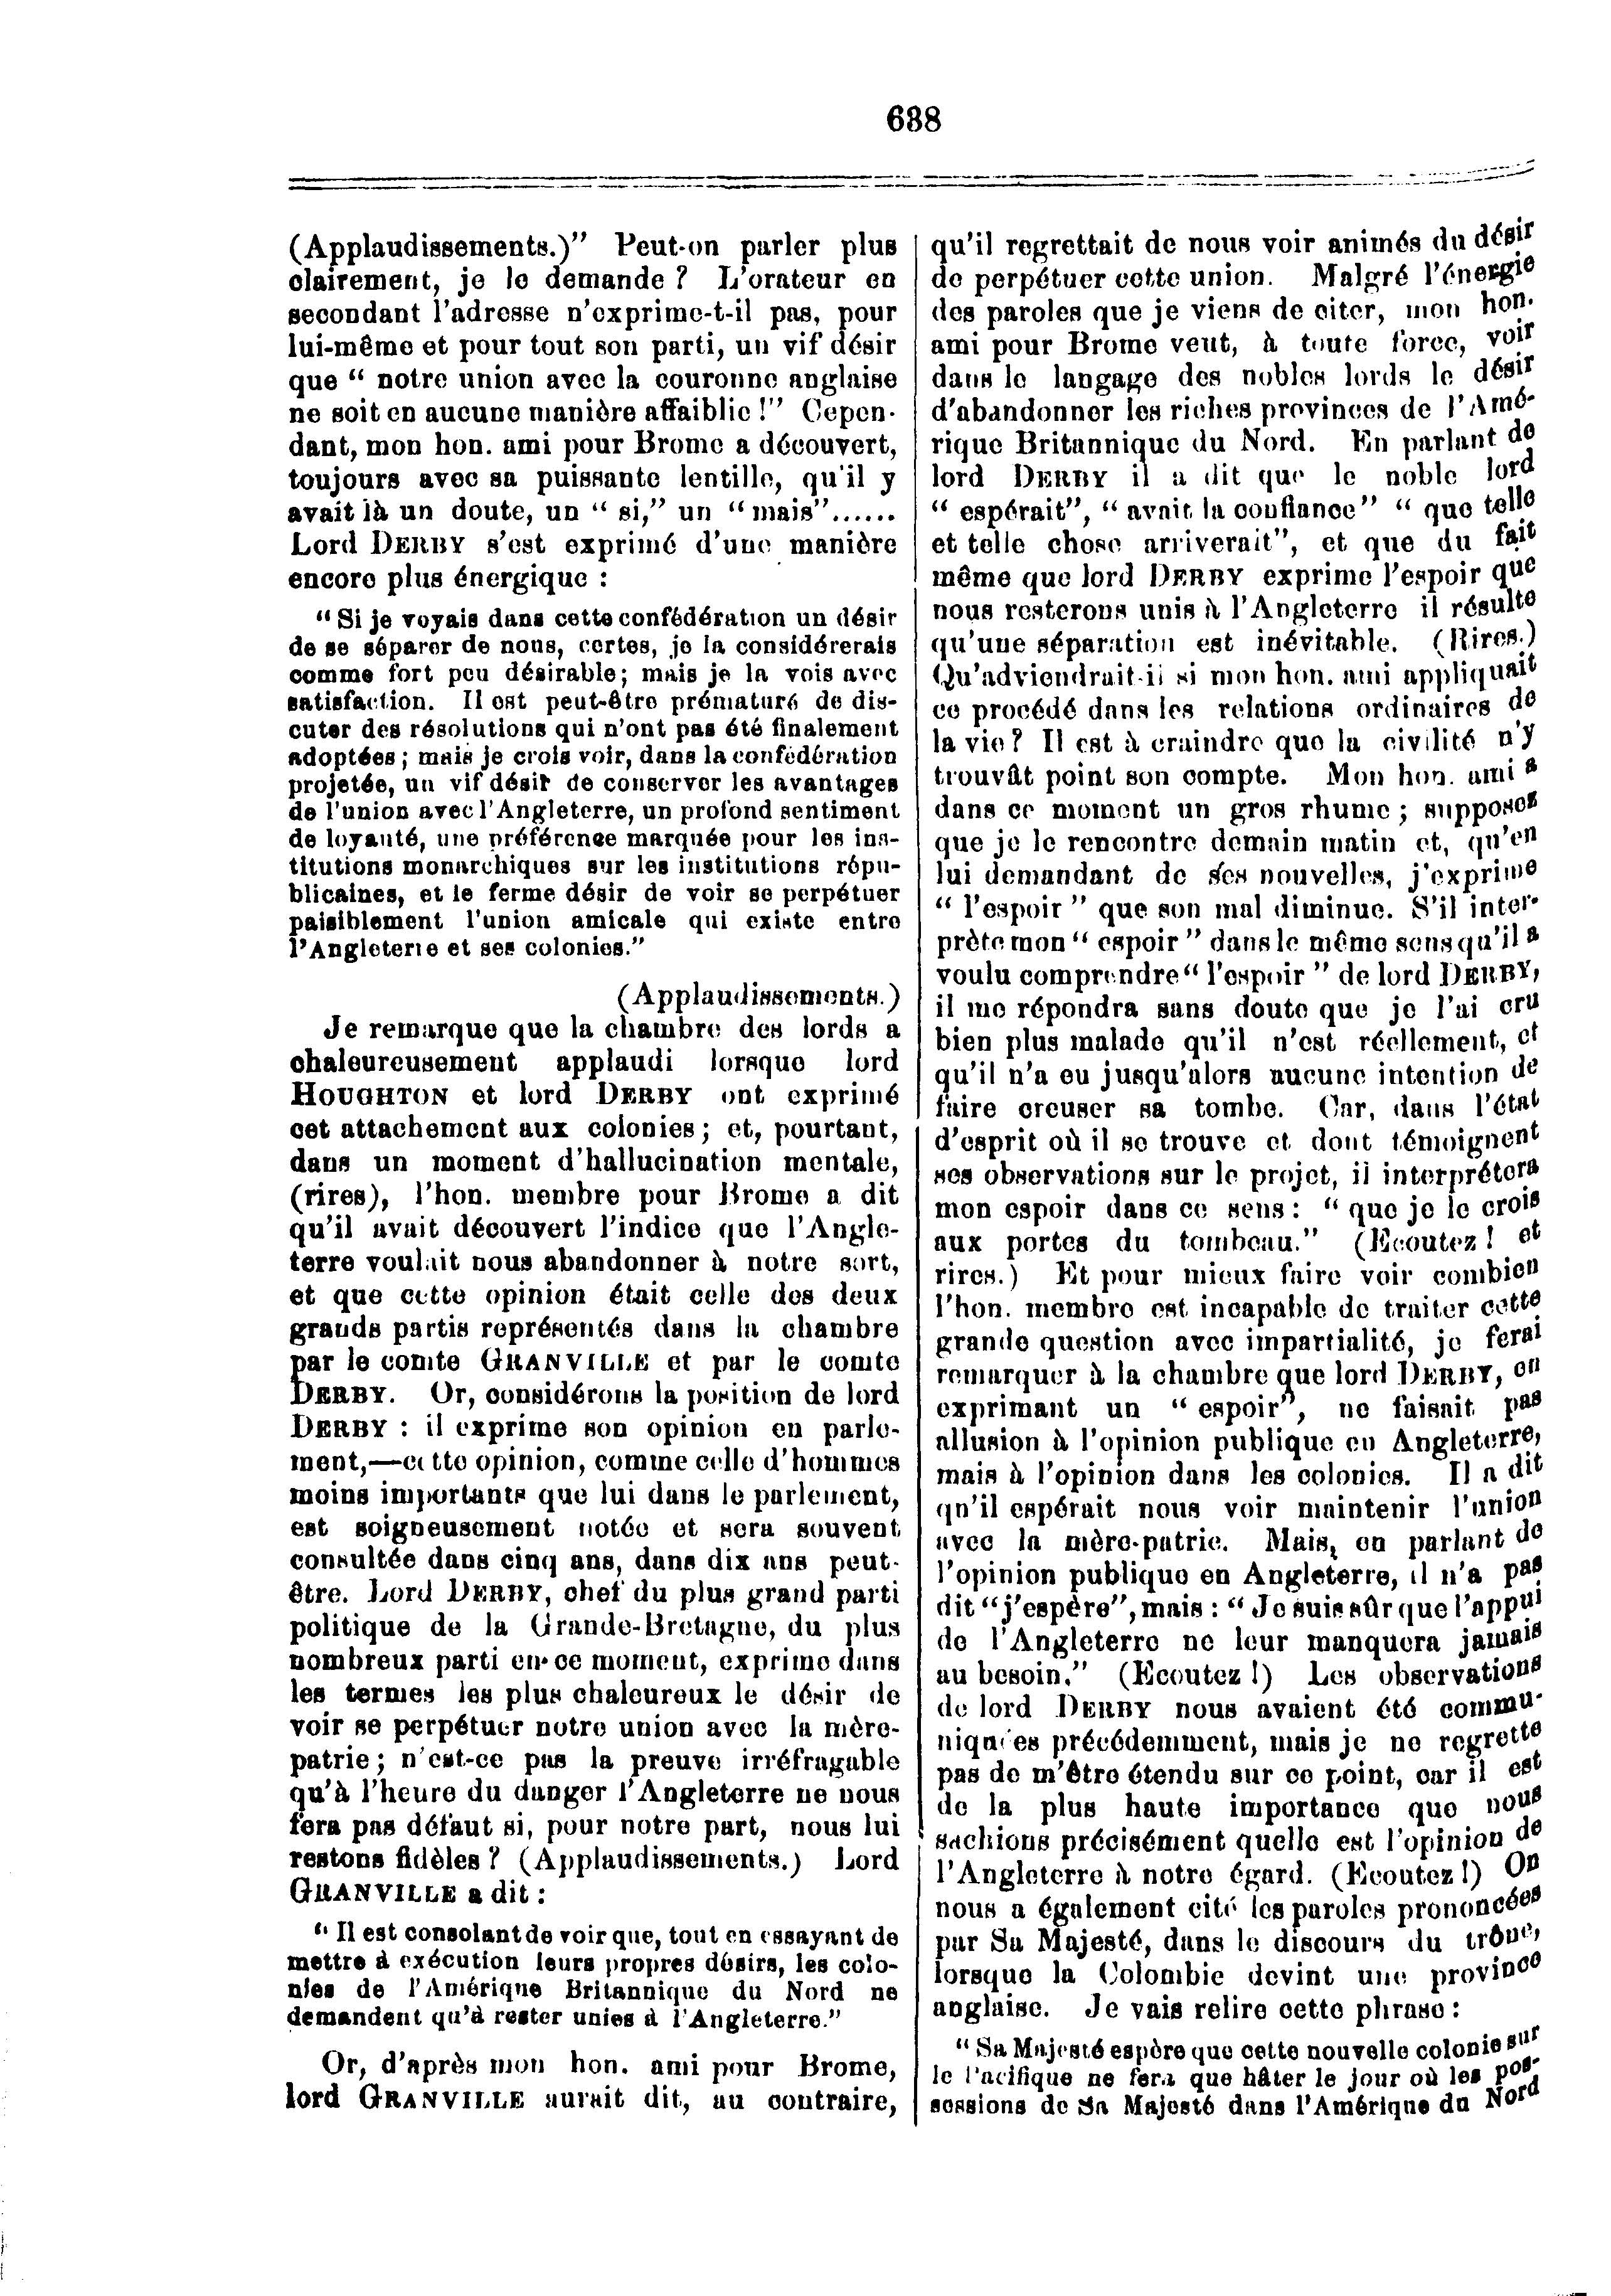 638
(Applaudissements.)” Peut-on parler plus
clairement, je le demande ? L’orateur en
secondant l’adresse n’exprime-t-il pas, pour
lui-même et pour tout son parti, un vif désir
que “ notre union avec la couronne anglaise
ne soit en aucune manière affaiblie !” Cepen-
dant, mon hon. ami pour Brome a découvert,
toujours avec sa puissante lentille, qu’il y
avait là un doute, un “ si,” un “ mais”......
Lord DERBY s’est exprimé d’une manière
encore plus énergique :
“ Si je voyais dans cette confédération un désir
de se séparer de nous, certes, je la considérerais
comme fort peu désirable ; mais je la vois avec
satisfaction. Il est peut-être prématuré de dis-
cuter des résolutions qui n’ont pas été finalement
adoptées ; mais je crois voir, dans la confédération
projetée, un vif désir de conserver les avantages
de l’union avec l’Angleterre, un profond sentiment
de loyauté, une préférence marquée pour les ins-
titutions monarchiques sur les institutions répu-
blicaines, et le ferme désir de voir se perpétuer
paisiblement l’union amicale qui existe entre
l’Angleterre et ses colonies.”
(Applaudissements.)
Je remarque que la chambre des lords a
chaleureusement applaudi lorsque lord
HOUGHTON et lord DERBY ont exprimé
cet attachement aux colonies ; et, pourtant,
dans un moment d’hallucination mentale,
(rires), l’hon. membre pour Brome a dit
qu’il avait découvert l’indice que l’Angle-
terre voulait nous abandonner à notre sort,
et que cette opinion était celle des deux
grands partis représentés dans la chambre
par le comte GRANVILLE et par le comte
DERBY. Or, considérons la position de lord
DERBY : il exprime son opinion en parle-
ment,—cette opinion, comme celle d’hommes
moins importants que lui dans le parlement,
est soigneusement notée et sera souvent
consultée dans cinq ans, dans dix ans peut-
être. Lord DERBY, chef du plus grand parti
politique de la Grande-Bretagne, du plus
nombreux parti en ce moment, exprime dans
les termes les plus chaleureux le désir de
voir se perpétuer notre union avec la mère-
patrie ; n’est-ce pas la preuve irréfragable
qu’à l’heure du danger l’Angleterre ne nous
fera pas défaut si, pour notre part, nous lui
restons fidèles ? (Applaudissements.) Lord
GRANVILLE a dit :
“ Il est consolant de voir que, tout en essayant de
mettre à exécution leurs propres désirs, les colo-
nies de l’Amérique Britannique du Nord ne
demandent qu’à rester unies à l’Angleterre.”
Or, d’après mon hon. ami pour Brome,
lord GRANVILLE aurait dit, au contraire,
qu’il regrettait de nous voir animés du désir
de perpétuer cette union. Malgré l’énergie
des paroles que je viens de citer, mon hon.
ami pour Brome veut, à toute force, voir
dans le langage des nobles lords le désir
d’abandonner les riches provinces de l’Amé-
rique Britannique du Nord. En parlant de
lord DERBY il a dit que le noble lord
“ espérait”, “ avait la confiance” “ que telle
et telle chose arriverait”, et que du fait
même que lord DERBY exprime l’espoir que
nous resterons unis à l’Angleterre il résulte
qu’une séparation est inévitable. (Rires.)
Qu’adviendrait-il si mon hon. ami appliquait
ce procédé dans les relations ordinaires de
la vie ? Il est à craindre que la civilité n’y
trouvât point son compte. Mon hon. ami a
dans ce moment un gros rhume ; supposez
que je le rencontre demain matin et, qu’en
lui demandant de ses nouvelles, j’exprime
“ l’espoir ” que son mal diminue. S’il inter-
prète mon “ espoir ” dans le même sens qu’il a
voulu comprendre “ l’espoir ” de lord DERBY,
il me répondra sans doute que je l’ai cru
bien plus malade qu’il n’est réellement, et
qu’il n’a eu jusqu’alors aucune intention de
faire creuser sa tombe. Car, dans l’état
d’esprit où il se trouve et dont témoignent
ses observations sur le projet, il interprétera
mon espoir dans ce sens : “ que je le crois
aux portes du tombeau.” (Ecoutez ! et
rires.) Et pour mieux faire voir combien
l’hon. membre est incapable de traiter cette
grande question avec impartialité, je ferai
remarquer à la chambre que lord DERBY, en
exprimant un “ espoir”, ne faisait pas
allusion à l’opinion publique en Angleterre,
mais à l’opinion dans les colonies. Il a dit
qu’il espérait nous voir maintenir l’union
avec la mère-patrie. Mais, en parlant de
l’opinion publique en Angleterre, il n’a pas
dit “ j’espère”, mais : “ Je suis sûr que l’appui
de l’Angleterre ne leur manquera jamais
au besoin.” (Ecoutez !) Les observations
de lord DERBY nous avaient été commu-
niquées précédemment, mais je ne regrette
pas de m’être étendu sur ce point, car il est
de la plus haute importance que nous
sachions précisément quelle est l’opinion de
l’Angleterre à notre égard. (Ecoutez !) On
nous a également cité les paroles prononcées
par Sa Majesté, dans le discours du trône,
lorsque la Colombie devint une province
anglaise. Je vais relire cette phrase :
“ Sa Majesté espère que cette nouvelle colonie sur
le Pacifique ne fera que hâter le jour où les pos-
sessions de Sa Majesté dans l’Amérique du Nord